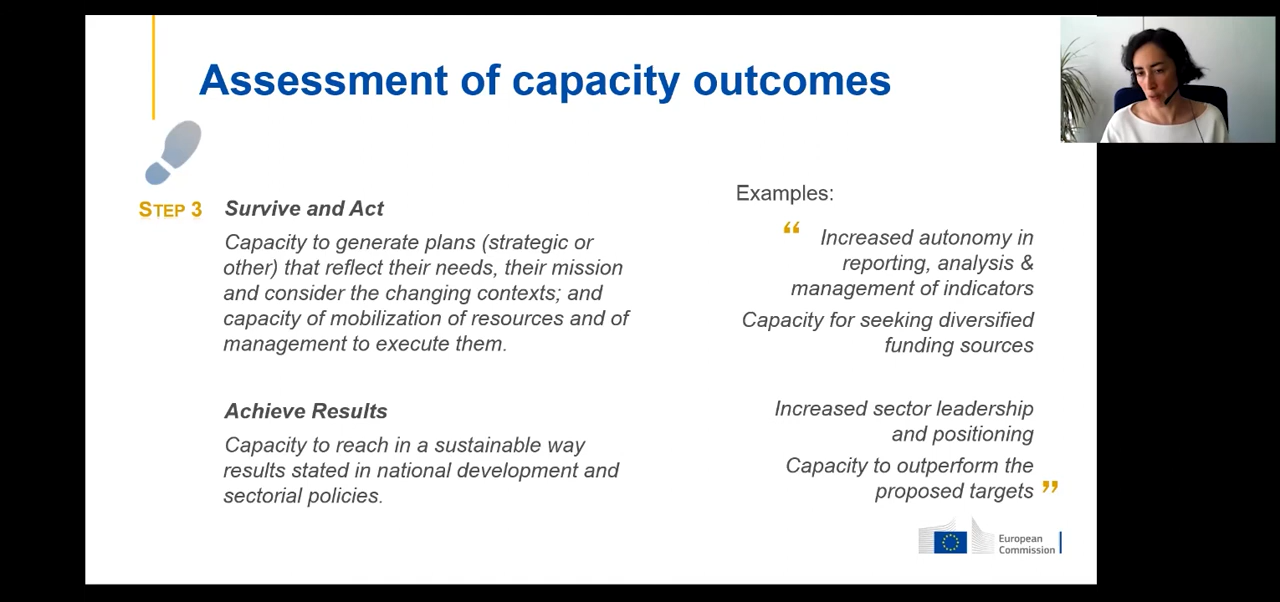 Assessment of capacity outcomes
STEP 3
Survive and Act
Capacity to generate plans (strategic or
other) that reflect their needs, their mission
and consider the changing contexts; and
capacity of mobilization of resources and of
management to execute them.
Achieve Results
Capacity to reach in a sustainable way
results stated in national development and
sectorial policies.
Examples:
“ Increased autonomy in
reporting, analysis &
management of indicators
Capacity for seeking diversified
funding sources
Increased sector leadership
and positioning
Capacity to outperform the
proposed targets ”
European
Commission